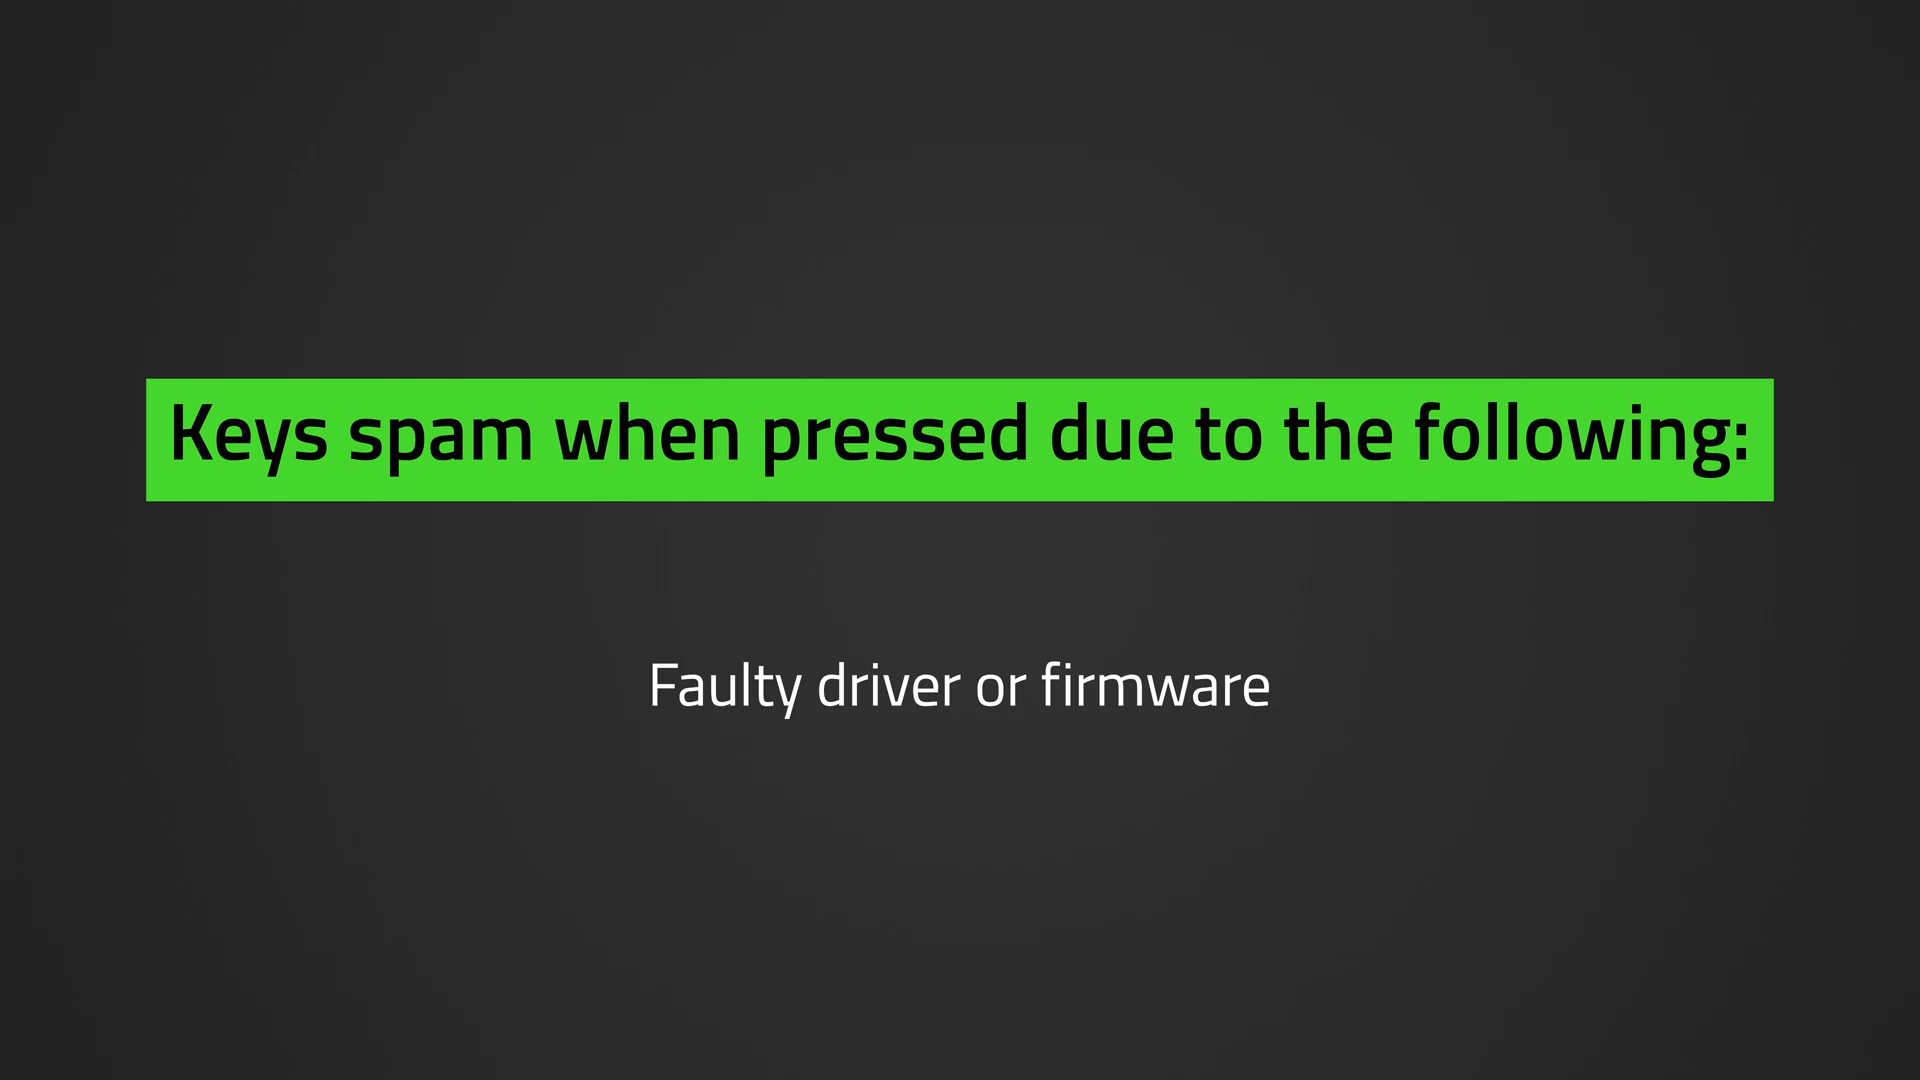 Keys spam when pressed due to the following:
Faulty driver or firmware